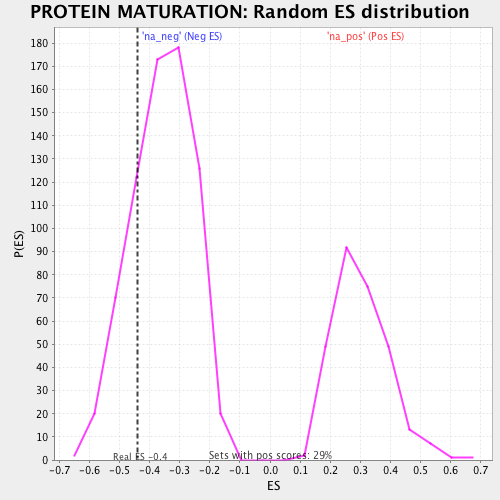 PROTEIN MATURATION: Random ES distribution
'na_neg' (Neg ES)
'na_pos' (Pos ES)
180
170
160
150
140
130
120
110
100
90
80
70
60
50
40
30
20
10
0
P(ES)
Real ES -0.4
Sets with pos scores: 29%
-0.7 -0.6 -0.5 -0.4 -0.3 -0.2 -0.1 0.0 0.1 0.2 0.3 0.4 0.5 0.6 0.7
ES